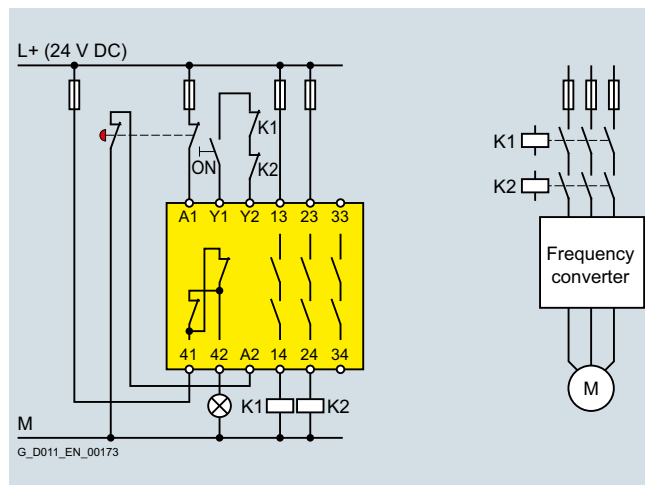 L+ (24 V DC)
K1
K2
ON
A1 Y1 Y2 13 23 33
41 42 A2 14 24 34
K1 K2
M
G_D011_EN_00173
K1
K2
Frequency
converter
M